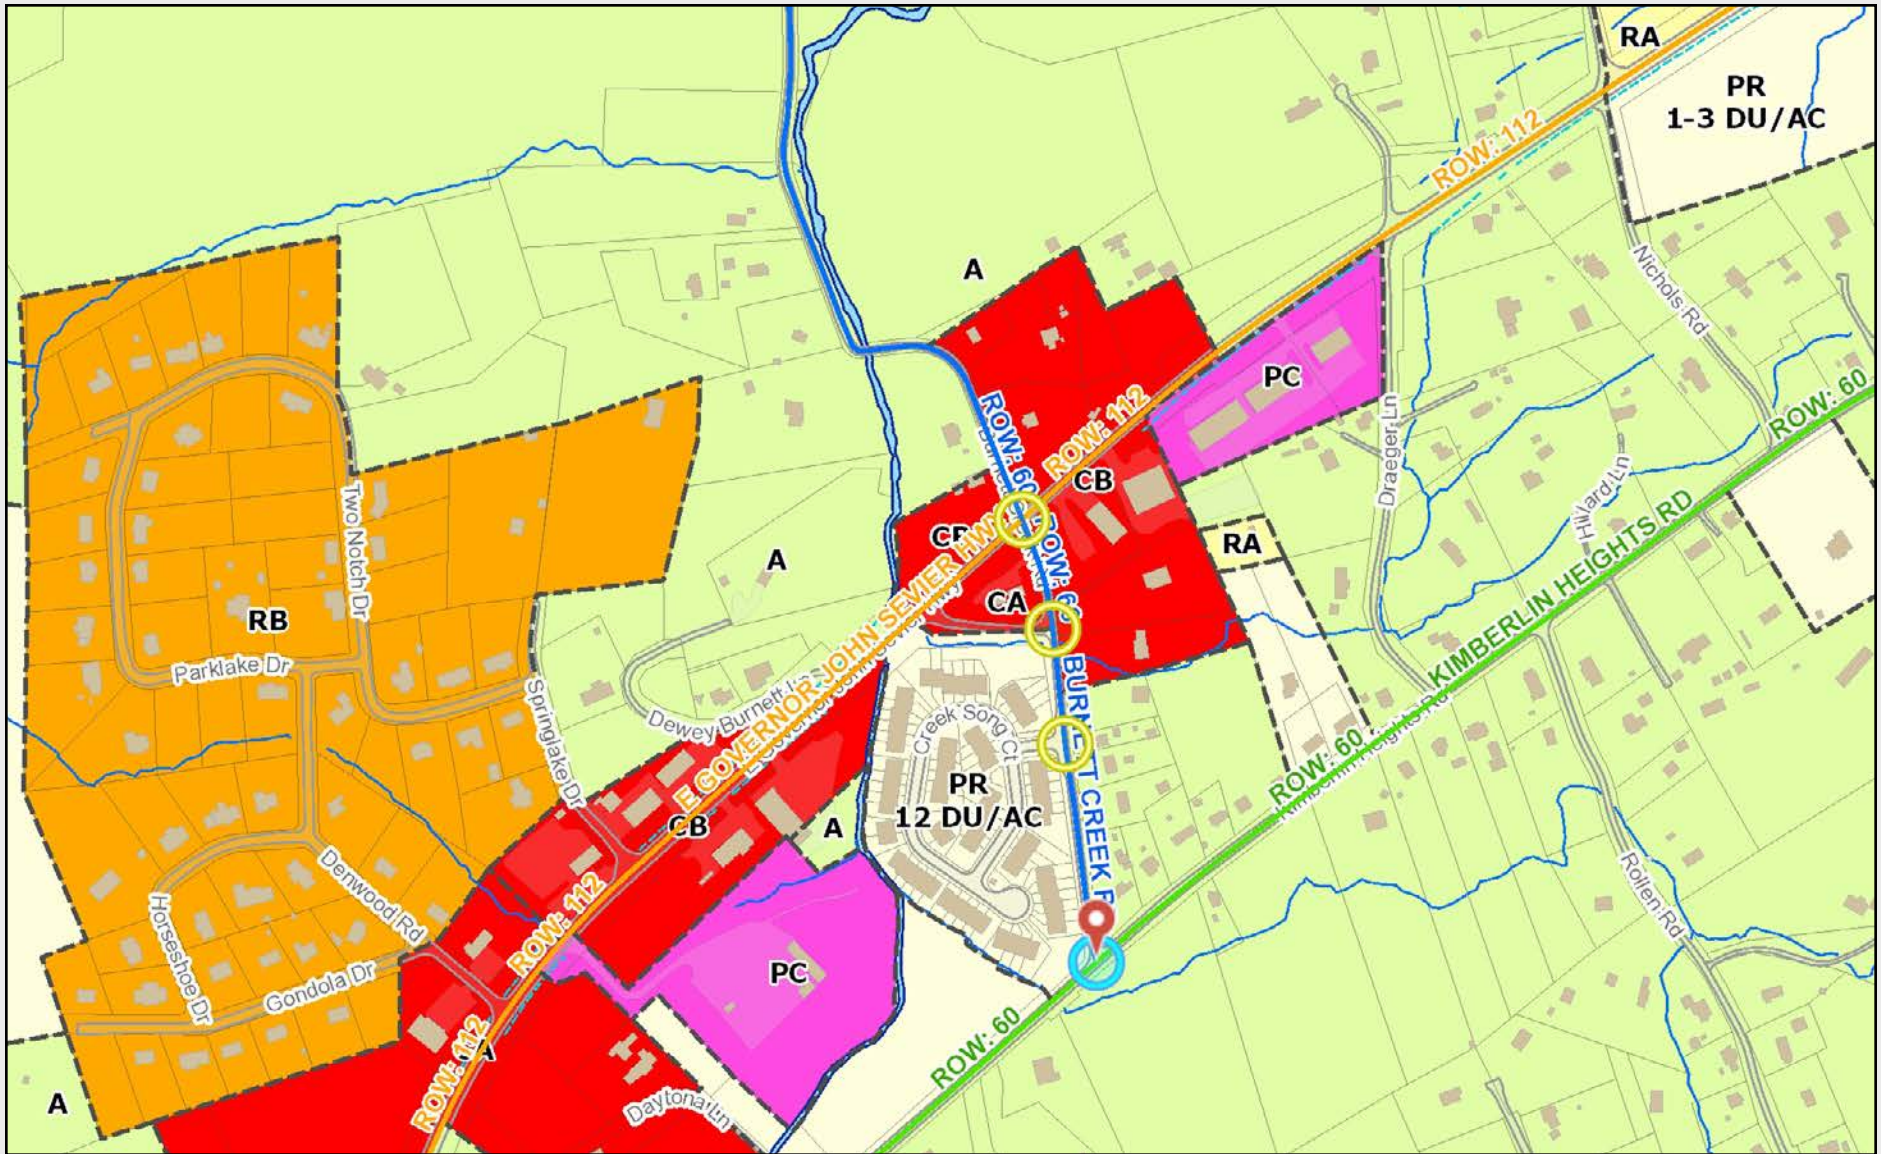 RA
PR
1-3 DU/AC
ROW: 112
A
Nichols Rd
PC
ROW: 60
ROW: 112
ROW: 60
Draeger Ln
CB
Two Notch Dr
Hillard Ln
RA
CB
ROW: 60
A
CA
RB
KIMBERLIN HEIGHTS RD
Parklake Dr
Springlake Dr
Dewey Burnett Ln
E GOVERNOR JOHN SEVIER HWY
Creek Song Ct
BURNETT CREEK R
ROW: 60
Kimberlin Heights Rd
PR
12 DU/AC
CB
A
Denwood Rd
Rollen Rd
Horseshoe Dr
ROW: 112
Gondola Dr
PC
ROW: 60
ROW: 112
A
Daytona Ln